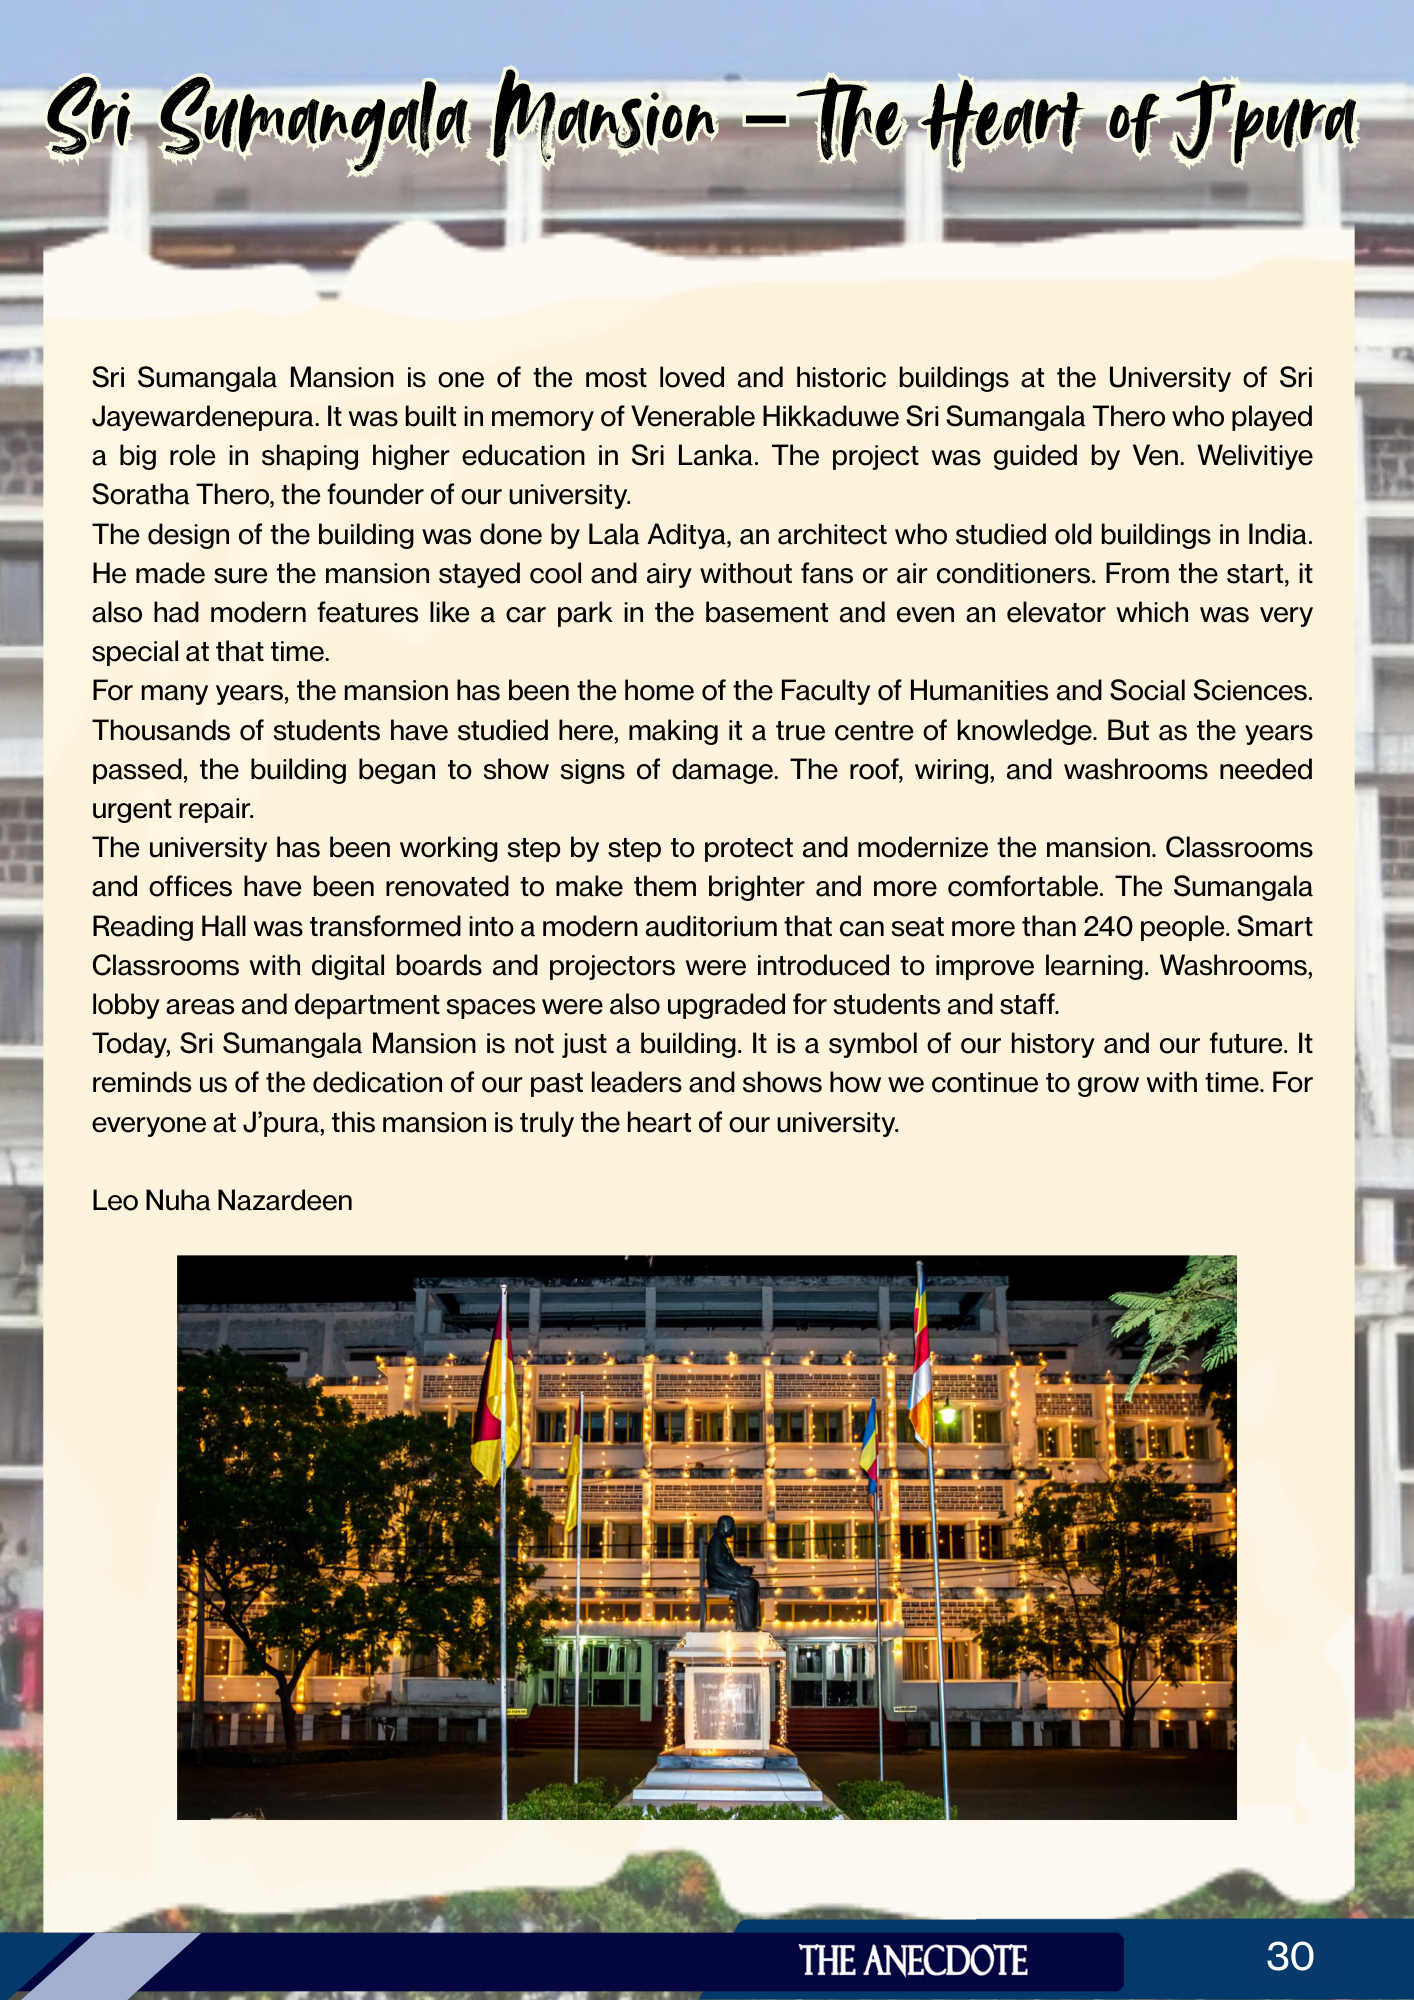 Sri Sumangala Mansion – The Heart of J'pura
Sri Sumangala Mansion is one of the most loved and historic buildings at the University of Sri
Jayewardenepura. It was built in memory of Venerable Hikkaduwe Sri Sumangala Thero who played
a big role in shaping higher education in Sri Lanka. The project was guided by Ven. Welivitiye
Soratha Thero, the founder of our university.
The design of the building was done by Lala Aditya, an architect who studied old buildings in India.
He made sure the mansion stayed cool and airy without fans or air conditioners. From the start, it
also had modern features like a car park in the basement and even an elevator which was very
special at that time.
For many years, the mansion has been the home of the Faculty of Humanities and Social Sciences.
Thousands of students have studied here, making it a true centre of knowledge. But as the years
passed, the building began to show signs of damage. The roof, wiring, and washrooms needed
urgent repair.
The university has been working step by step to protect and modernize the mansion. Classrooms
and offices have been renovated to make them brighter and more comfortable. The Sumangala
Reading Hall was transformed into a modern auditorium that can seat more than 240 people. Smart
Classrooms with digital boards and projectors were introduced to improve learning. Washrooms,
lobby areas and department spaces were also upgraded for students and staff.
Today, Sri Sumangala Mansion is not just a building. It is a symbol of our history and our future. It
reminds us of the dedication of our past leaders and shows how we continue to grow with time. For
everyone at J’pura, this mansion is truly the heart of our university.
Leo Nuha Nazardeen
THE ANECDOTE
30